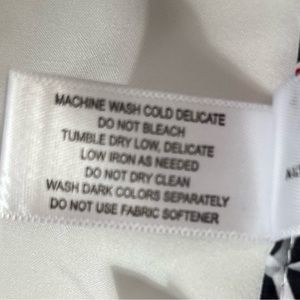 MACHINE WASH COLD DELICATE
DO NOT BLEACH
TUMBLE DRY LOW, DELICATE
LOW IRON AS NEEDED
DO NOT DRY CLEAN
WASH DARK COLORS SEPARATELY
DO NOT USE FABRIC SOFTENER